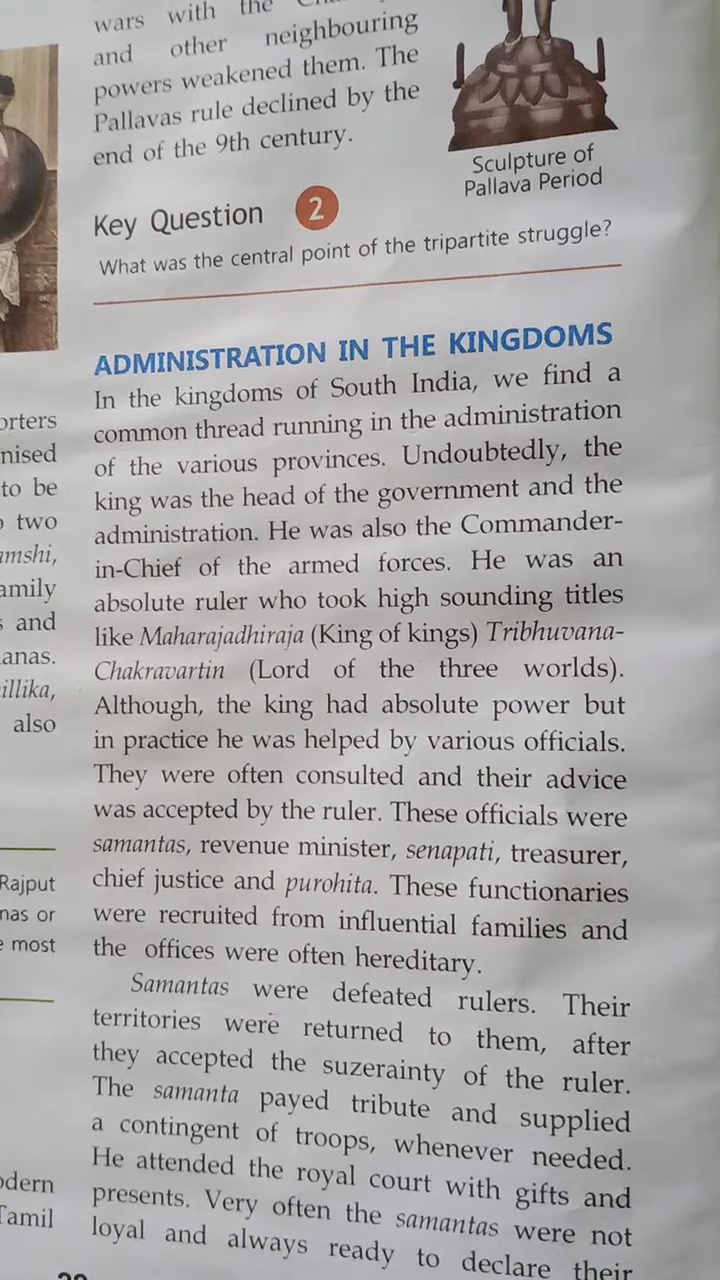 wars with the
and other neighbouring
powers weakened them. The
Pallavas rule declined by the
end of the 9th century.
Sculpture of
Pallava Period
Key Question 2
What was the central point of the tripartite struggle?
ADMINISTRATION IN THE KINGDOMS
In the kingdoms of South India, we find a
common thread running in the administration
of the various provinces. Undoubtedly, the
king was the head of the government and the
administration. He was also the Commander-
in-Chief of the armed forces. He was an
absolute ruler who took high sounding titles
like Maharajadhiraja (King of kings) Tribhuvana-
Chakravartin (Lord of the three worlds).
Although, the king had absolute power but
in practice he was helped by various officials.
They were often consulted and their advice
was accepted by the ruler. These officials were
samantas, revenue minister, senapati, treasurer,
chief justice and purohita. These functionaries
were recruited from influential families and
the offices were often hereditary.
Samantas were defeated rulers. Their
territories were returned to them, after
they accepted the suzerainty of the ruler.
The samanta payed tribute and supplied
a contingent of troops, whenever needed.
He attended the royal court with gifts and
presents. Very often the samantas were not
loyal and always ready to declare their
to be
two
and
also
Rajput
or
most
Tamil